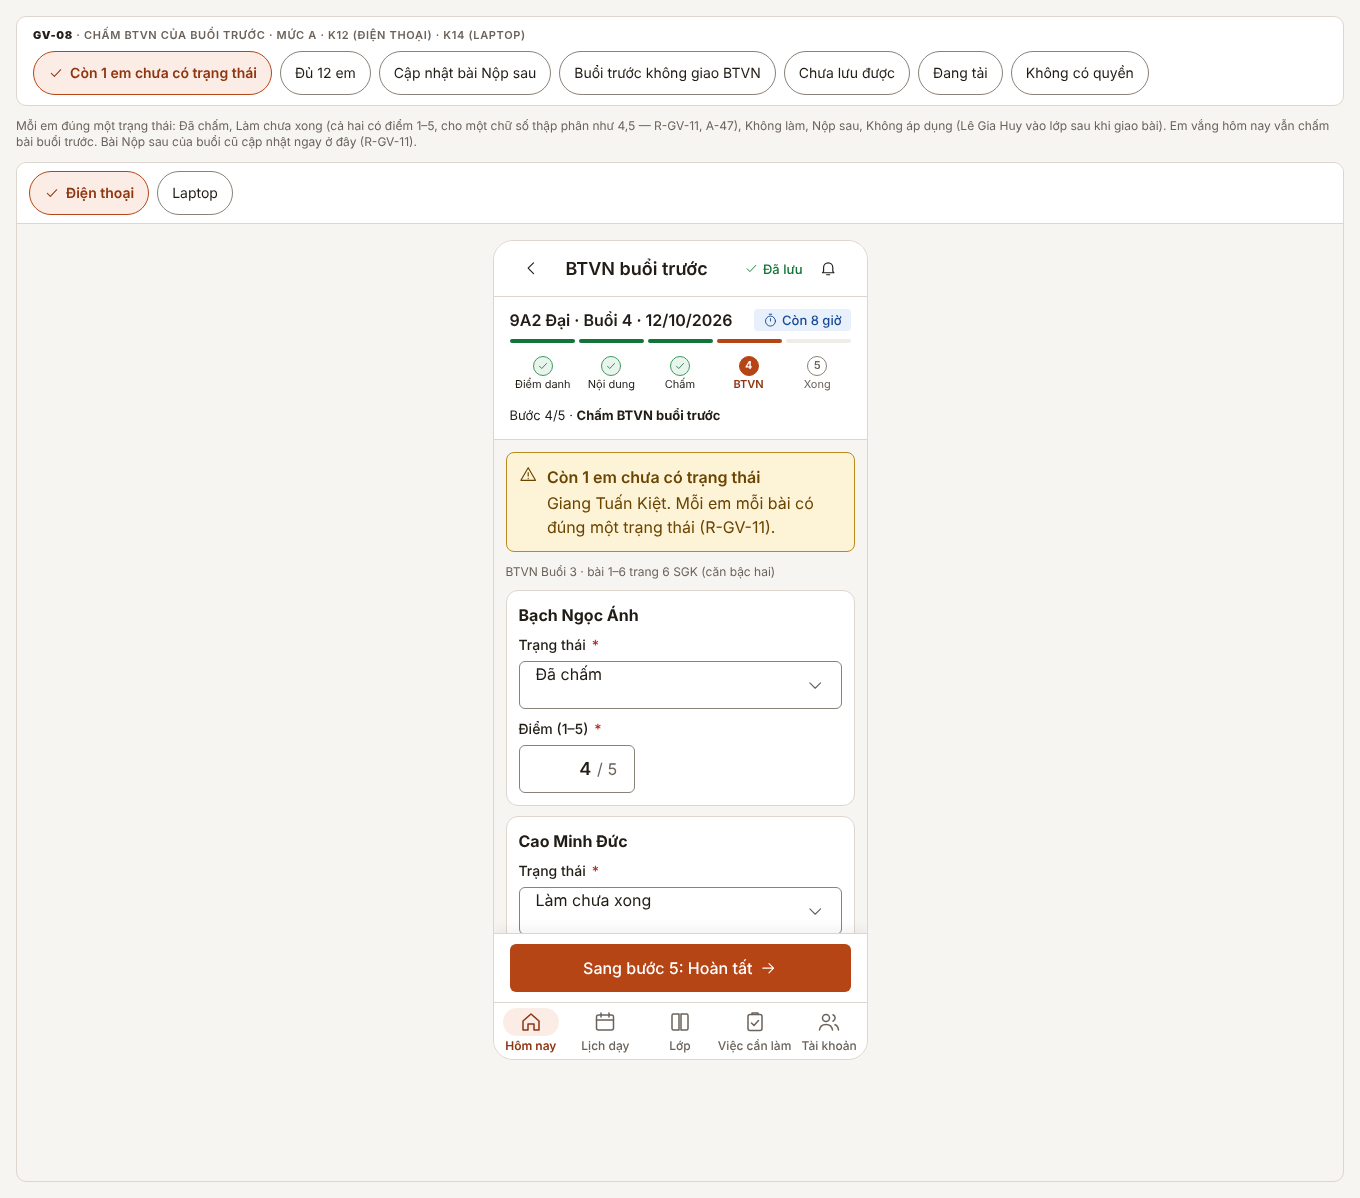 GV-08 · CHẤM BTVN CỦA BUỔI TRƯỚC · MỨC A · K12 (ĐIỆN THOẠI) · K14 (LAPTOP)
Còn 1 em chưa có trạng thái
Đủ 12 em
Cập nhật bài Nộp sau
Buổi trước không giao BTVN
Chưa lưu được
Đang tải
Không có quyền
Mỗi em đúng một trạng thái: Đã chấm, Làm chưa xong (cả hai có điểm 1–5, cho một chữ số thập phân như 4,5 — R-GV-11, A-47), Không làm, Nộp sau, Không áp dụng (Lê Gia Huy vào lớp sau khi giao bài). Em vắng hôm nay vẫn chấm
bài buổi trước. Bài Nộp sau của buổi cũ cập nhật ngay ở đây (R-GV-11).
Điện thoại
Laptop
BTVN buổi trước
Đã lưu
9A2 Đại · Buổi 4 · 12/10/2026
Còn 8 giờ
4
5
Điểm danh
Nội dung
Chấm
BTVN
Xong
Bước 4/5 · Chấm BTVN buổi trước
Còn 1 em chưa có trạng thái
Giang Tuấn Kiệt. Mỗi em mỗi bài có
đúng một trạng thái (R-GV-11).
BTVN Buổi 3 · bài 1–6 trang 6 SGK (căn bậc hai)
Bạch Ngọc Ánh
Trạng thái *
Đã chấm
Điểm (1–5) *
4 / 5
Cao Minh Đức
Trạng thái *
Làm chưa xong
Sang bước 5: Hoàn tất →
Hôm nay
Lịch dạy
Lớp
Việc cần làm
Tài khoản